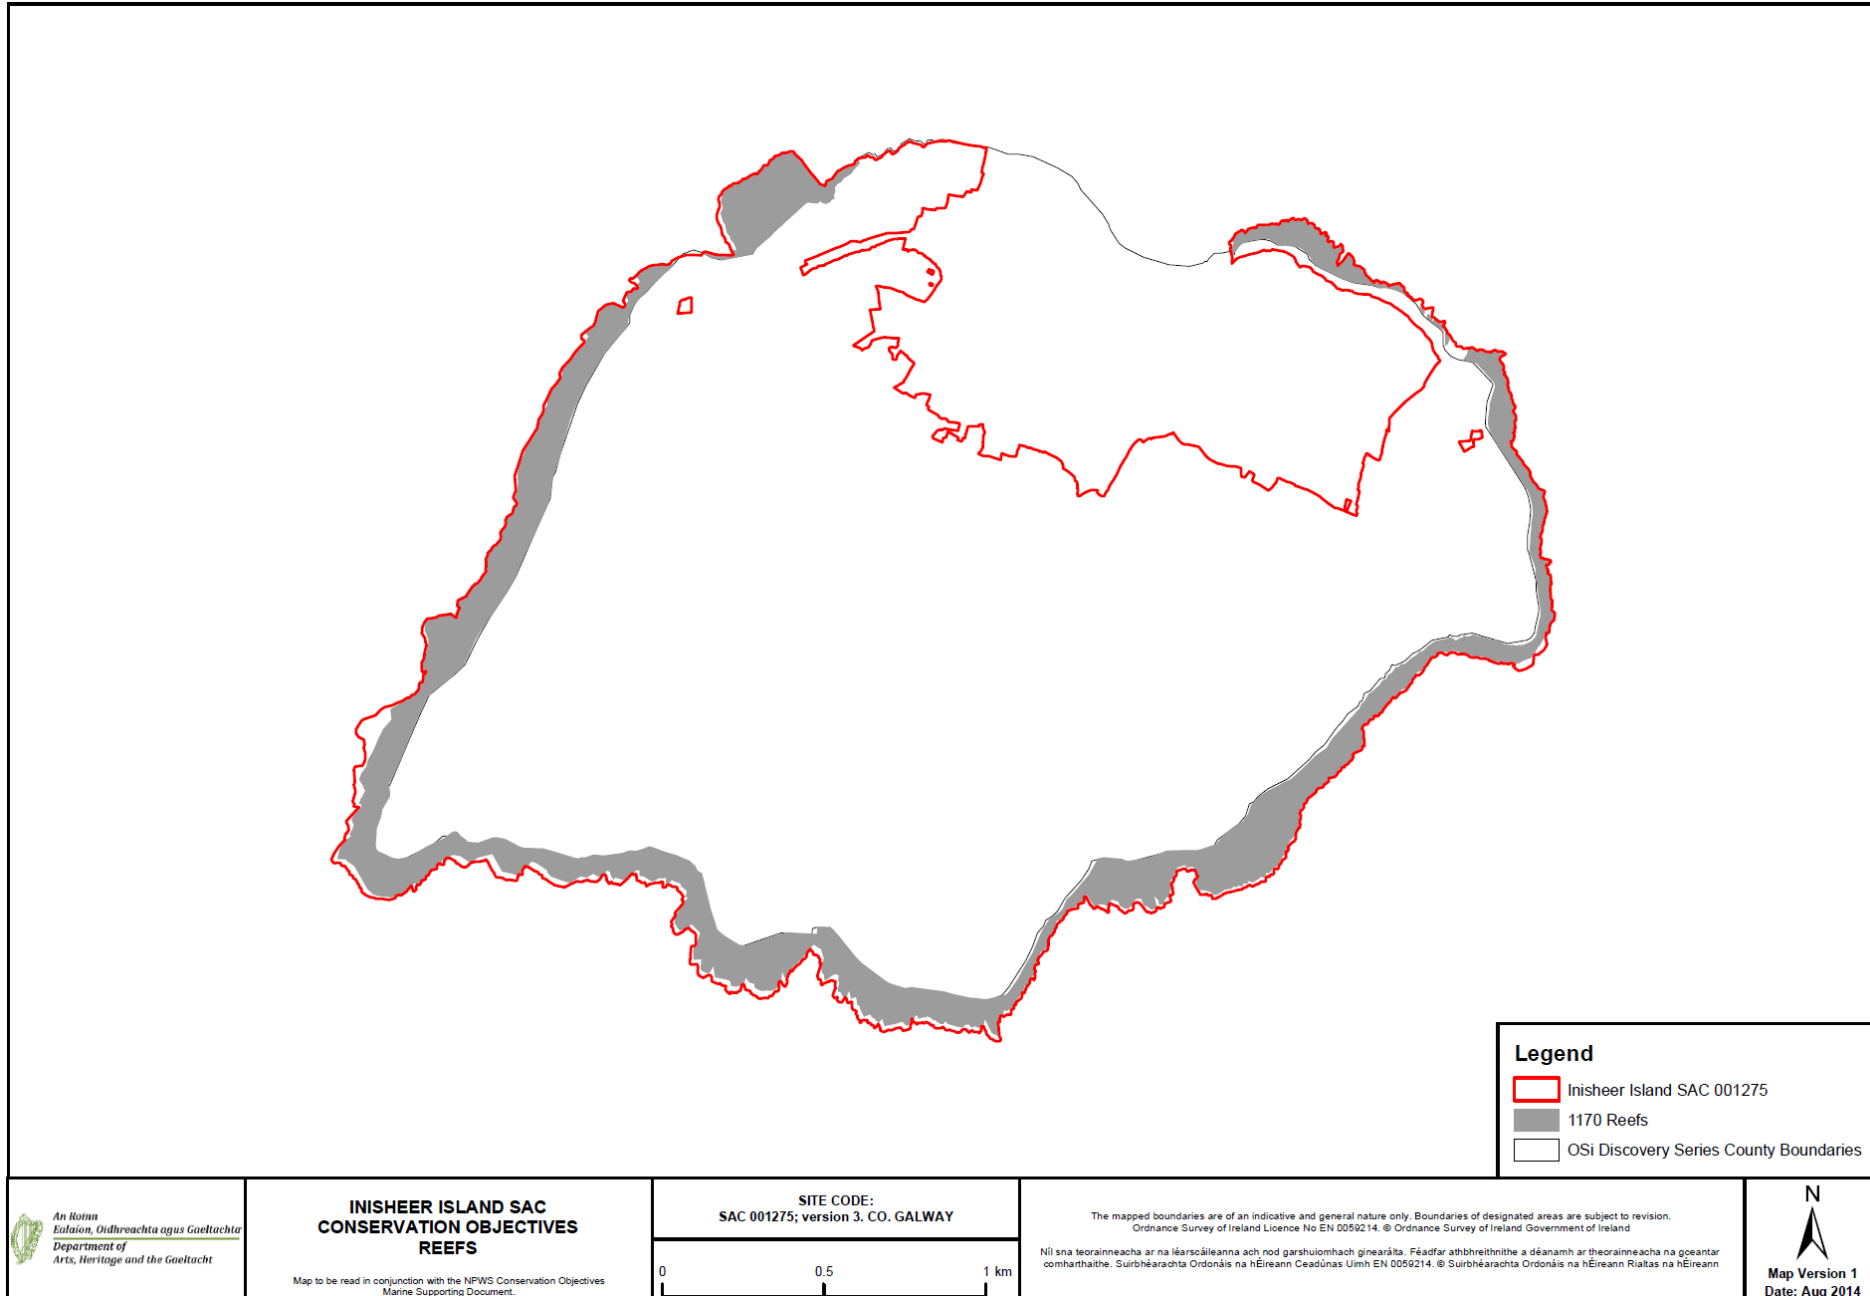 Legend
Inisheer Island SAC 001275
1170 Reefs
OSi Discovery Series County Boundaries
An Roinn
Ealaíon, Oidhreachta agus Gaeltachta
Department of
Arts, Heritage and the Gaeltacht
INISHEER ISLAND SAC
CONSERVATION OBJECTIVES
REEFS
Map to be read in conjunction with the NPWS Conservation Objectives
Marine Supporting Document.
SITE CODE:
SAC 001275; version 3. CO. GALWAY
0 0.5 1 km
The mapped boundaries are of an indicative and general nature only. Boundaries of designated areas are subject to revision.
Ordnance Survey of Ireland Licence No EN 0059214. © Ordnance Survey of Ireland Government of Ireland
Níl sna teorainneacha ar na léarscáileanna ach nod garshuiomhach ginearálta. Féadfar athbhreithnithe a déanamh ar theorainneacha na gceantar
comharthaithe. Suirbhéarachta Ordonáis na hÉireann Ceadúnas Uimh EN 0059214. © Suirbhéarachta Ordonáis na hÉireann Rialtas na hÉireann
N
Map Version 1
Date: Aug 2014